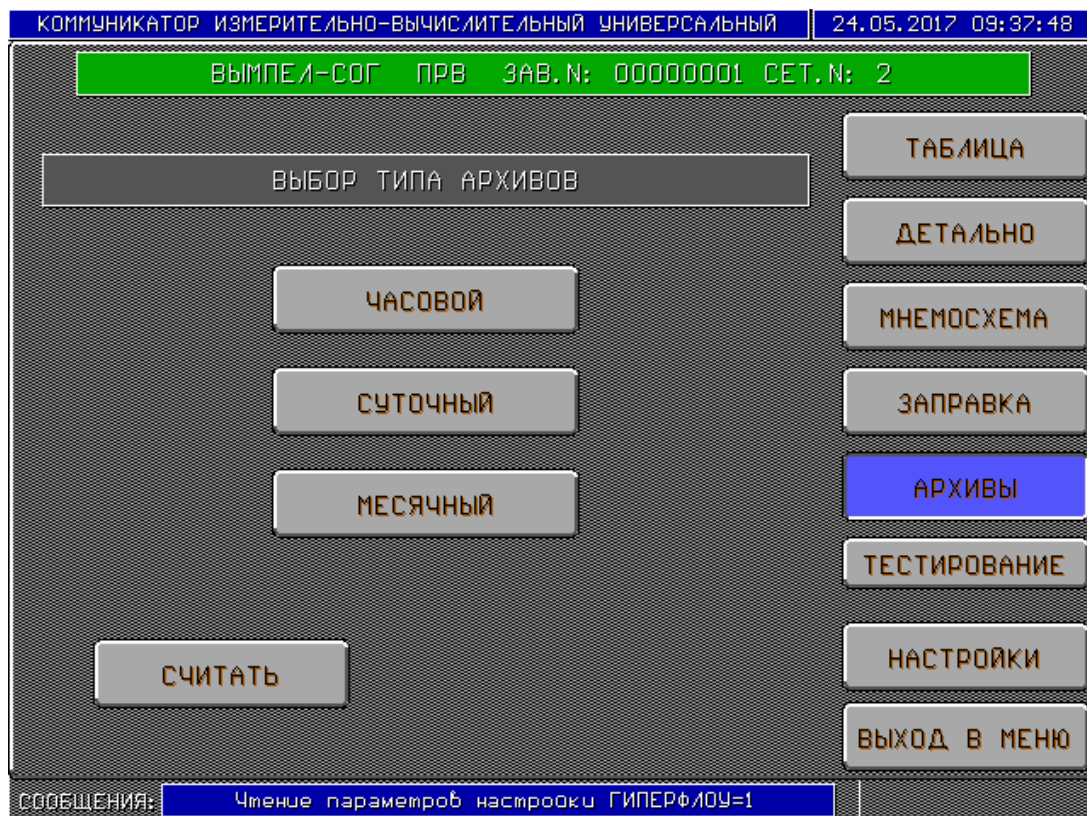 КОММУНИКАТОР ИЗМЕРИТЕЛЬНО-ВЫЧИСЛИТЕЛЬНЫЙ УНИВЕРСАЛЬНЫЙ 24.05.2017 09:37:48
ВЫМПЕЛ-СОГ ПРВ ЗАВ.N: 00000001 СЕТ.N: 2
ВЫБОР ТИПА АРХИВОВ
ЧАСОВОЙ
СУТОЧНЫЙ
МЕСЯЧНЫЙ
СЧИТАТЬ
ТАБЛИЦА
ДЕТАЛЬНО
МНЕМОСХЕМА
ЗАПРАВКА
АРХИВЫ
ТЕСТИРОВАНИЕ
НАСТРОЙКИ
ВЫХОД В МЕНЮ
СООБЩЕНИЯ: Чтение параметров настройки ГИПЕРФЛОУ=1